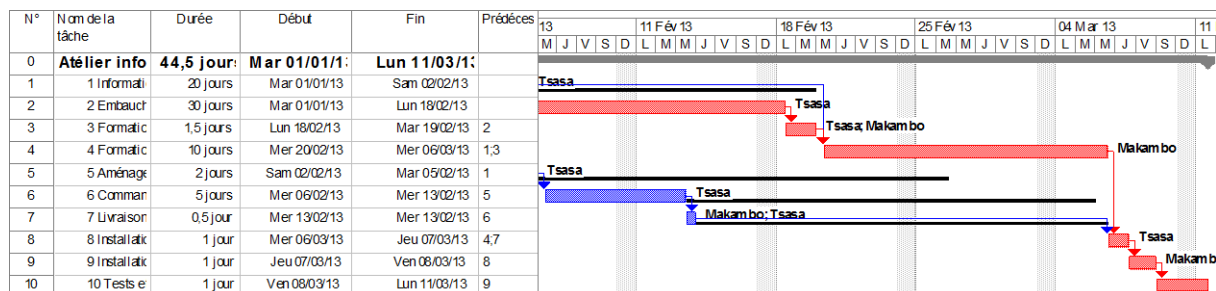 N° Nom de la tâche Durée Début Fin Prédéces
13 11 Fév 13 18 Fév 13 25 Fév 13 04 Mar 13 11
M J V S D L M M J V S D L M M J V S D L M M J V S D L M M J V S D L
0 Atélier info 44,5 jour: Mar 01/01/1: Lun 11/03/1:
1 1 Informati 20 jours Mar 01/01/13 Sam 02/02/13 Tsasa
2 2 Embauch 30 jours Mar 01/01/13 Lun 18/02/13 Tsasa
3 3 Formatic 1,5 jours Lun 18/02/13 Mar 19/02/13 2 Tsasa; Makambo
4 4 Formatic 10 jours Mer 20/02/13 Mer 06/03/13 1;3 Makambo
5 5 Aménage 2 jours Sam 02/02/13 Mar 05/02/13 1 Tsasa
6 6 Comman 5 jours Mer 06/02/13 Mer 13/02/13 5 Tsasa
7 7 Livraison 0,5 jour Mer 13/02/13 Mer 13/02/13 6 Makambo; Tsasa
8 8 Installatic 1 jour Mer 06/03/13 Jeu 07/03/13 4;7 Tsasa
9 9 Installatic 1 jour Jeu 07/03/13 Ven 08/03/13 8 Makamb
10 10 Tests e 1 jour Ven 08/03/13 Lun 11/03/13 9